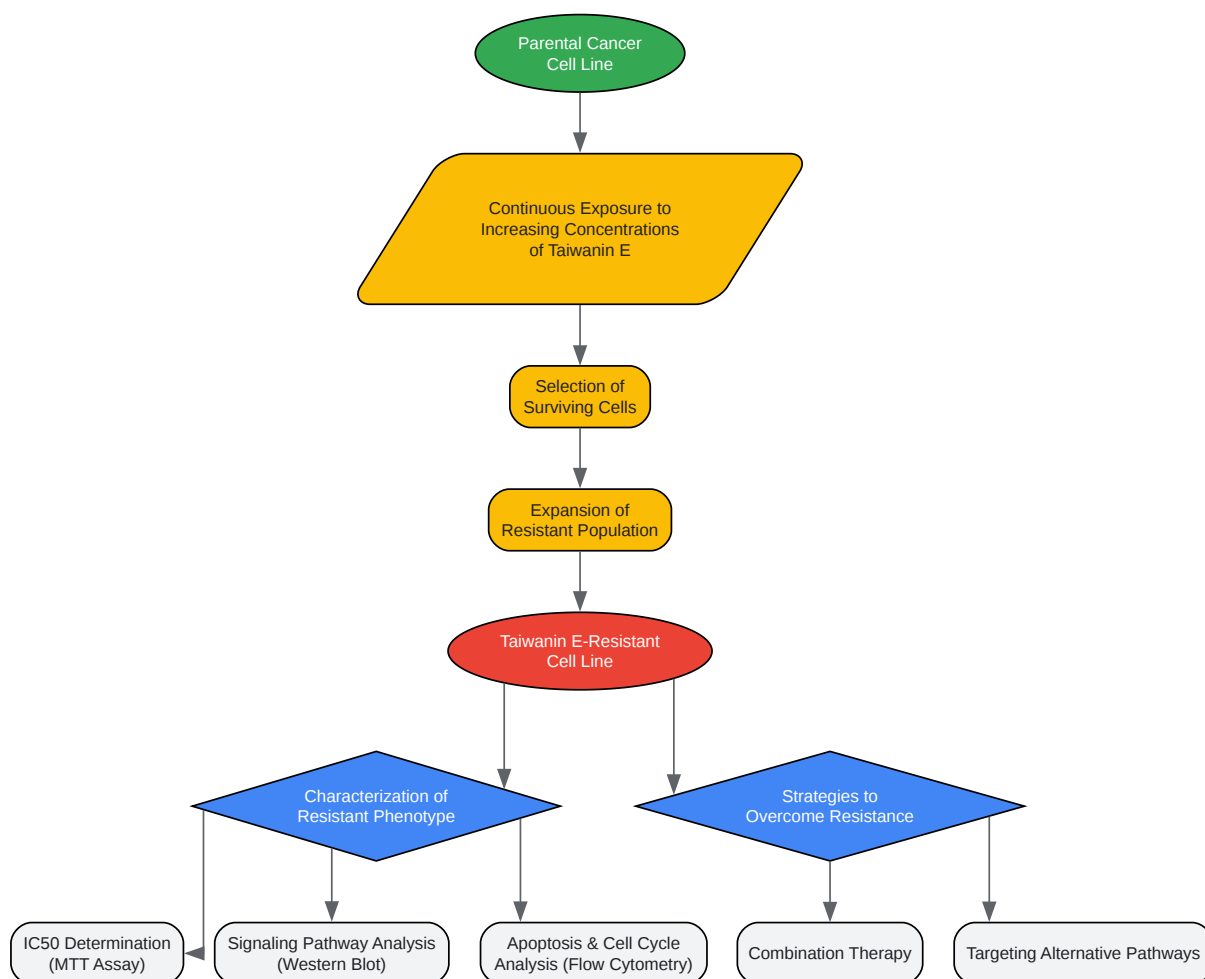 Parental Cancer
Cell Line
Continuous Exposure to
Increasing Concentrations
of Taiwanin E
Selection of
Surviving Cells
Expansion of
Resistant Population
Taiwanin E-Resistant
Cell Line
Characterization of
Resistant Phenotype
Strategies to
Overcome Resistance
IC50 Determination
(MTT Assay)
Signaling Pathway Analysis
(Western Blot)
Apoptosis & Cell Cycle
Analysis (Flow Cytometry)
Combination Therapy
Targeting Alternative Pathways